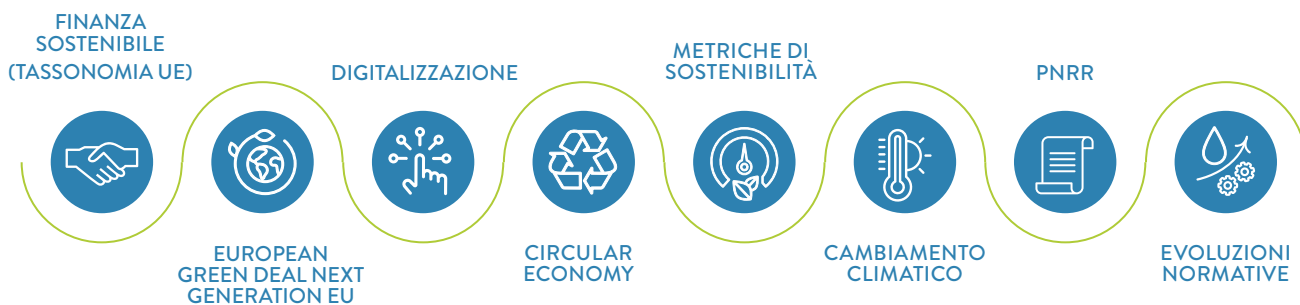 FINANZA
SOSTENIBILE
(TASSONOMIA UE)
EUROPEAN
GREEN DEAL NEXT
GENERATION EU
DIGITALIZZAZIONE
CIRCULAR
ECONOMY
METRICHE DI
SOSTENIBILITÀ
CAMBIAMENTO
CLIMATICO
PNRR
EVOLUZIONI
NORMATIVE